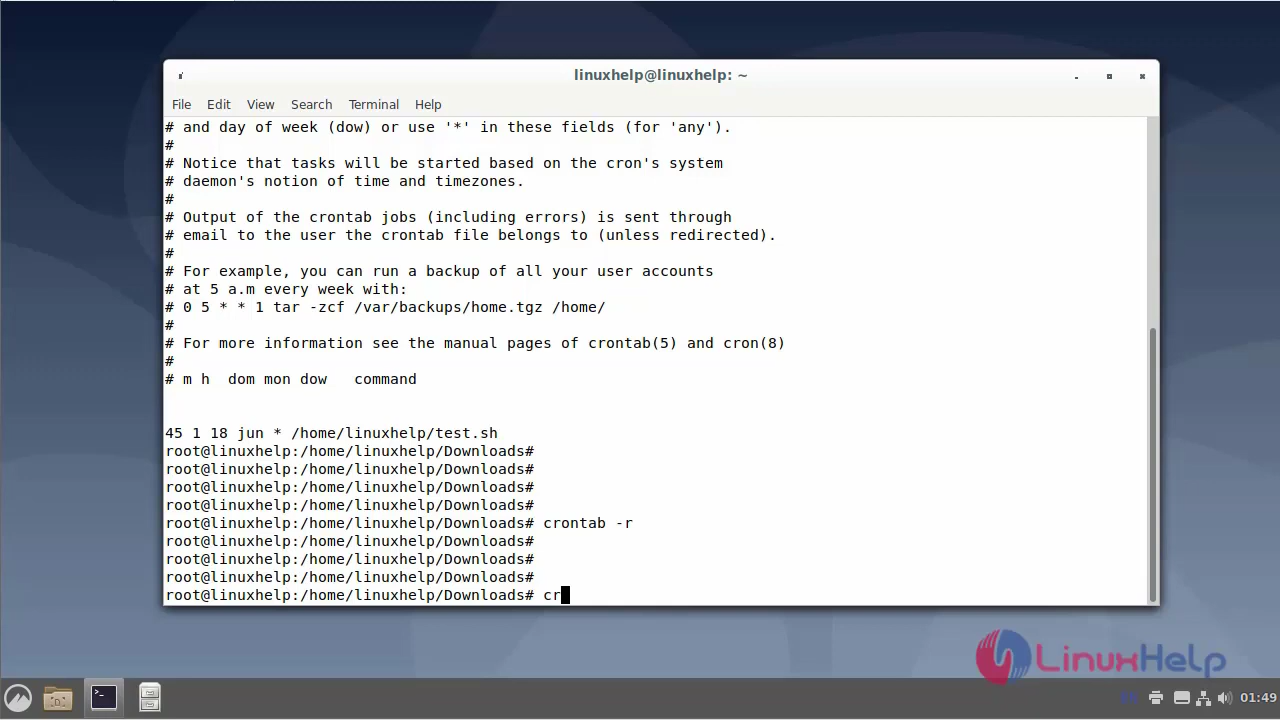 linuxhelp@linuxhelp: ~
File Edit View Search Terminal Help
# and day of week (dow) or use '*' in these fields (for 'any').
#
# Notice that tasks will be started based on the cron's system
# daemon's notion of time and timezones.
#
# Output of the crontab jobs (including errors) is sent through
# email to the user the crontab file belongs to (unless redirected).
#
# For example, you can run a backup of all your user accounts
# at 5 a.m every week with:
# 0 5 * * 1 tar -zcf /var/backups/home.tgz /home/
#
# For more information see the manual pages of crontab(5) and cron(8)
#
# m h  dom mon dow   command
45 1 18 jun * /home/linuxhelp/test.sh
root@linuxhelp:/home/linuxhelp/Downloads#
root@linuxhelp:/home/linuxhelp/Downloads#
root@linuxhelp:/home/linuxhelp/Downloads#
root@linuxhelp:/home/linuxhelp/Downloads#
root@linuxhelp:/home/linuxhelp/Downloads# crontab -r
root@linuxhelp:/home/linuxhelp/Downloads#
root@linuxhelp:/home/linuxhelp/Downloads#
root@linuxhelp:/home/linuxhelp/Downloads#
root@linuxhelp:/home/linuxhelp/Downloads# cr
LinuxHelp
01:49